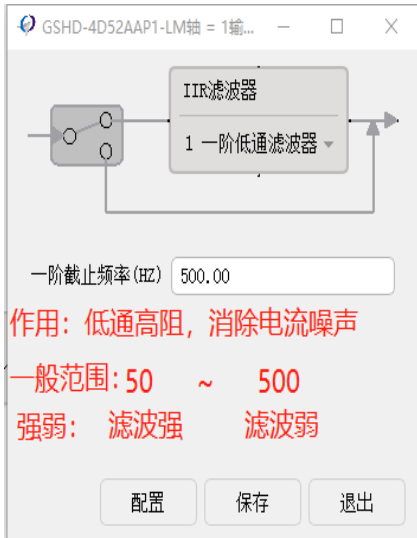 GSHD-4D52AAP1-LM轴 = 1输...
IIR滤波器
1 一阶低通滤波器
一阶截止频率(HZ) 500.00
作用：低通高阻，消除电流噪声
一般范围：50 ~ 500
强弱： 滤波强 滤波弱
配置 保存 退出